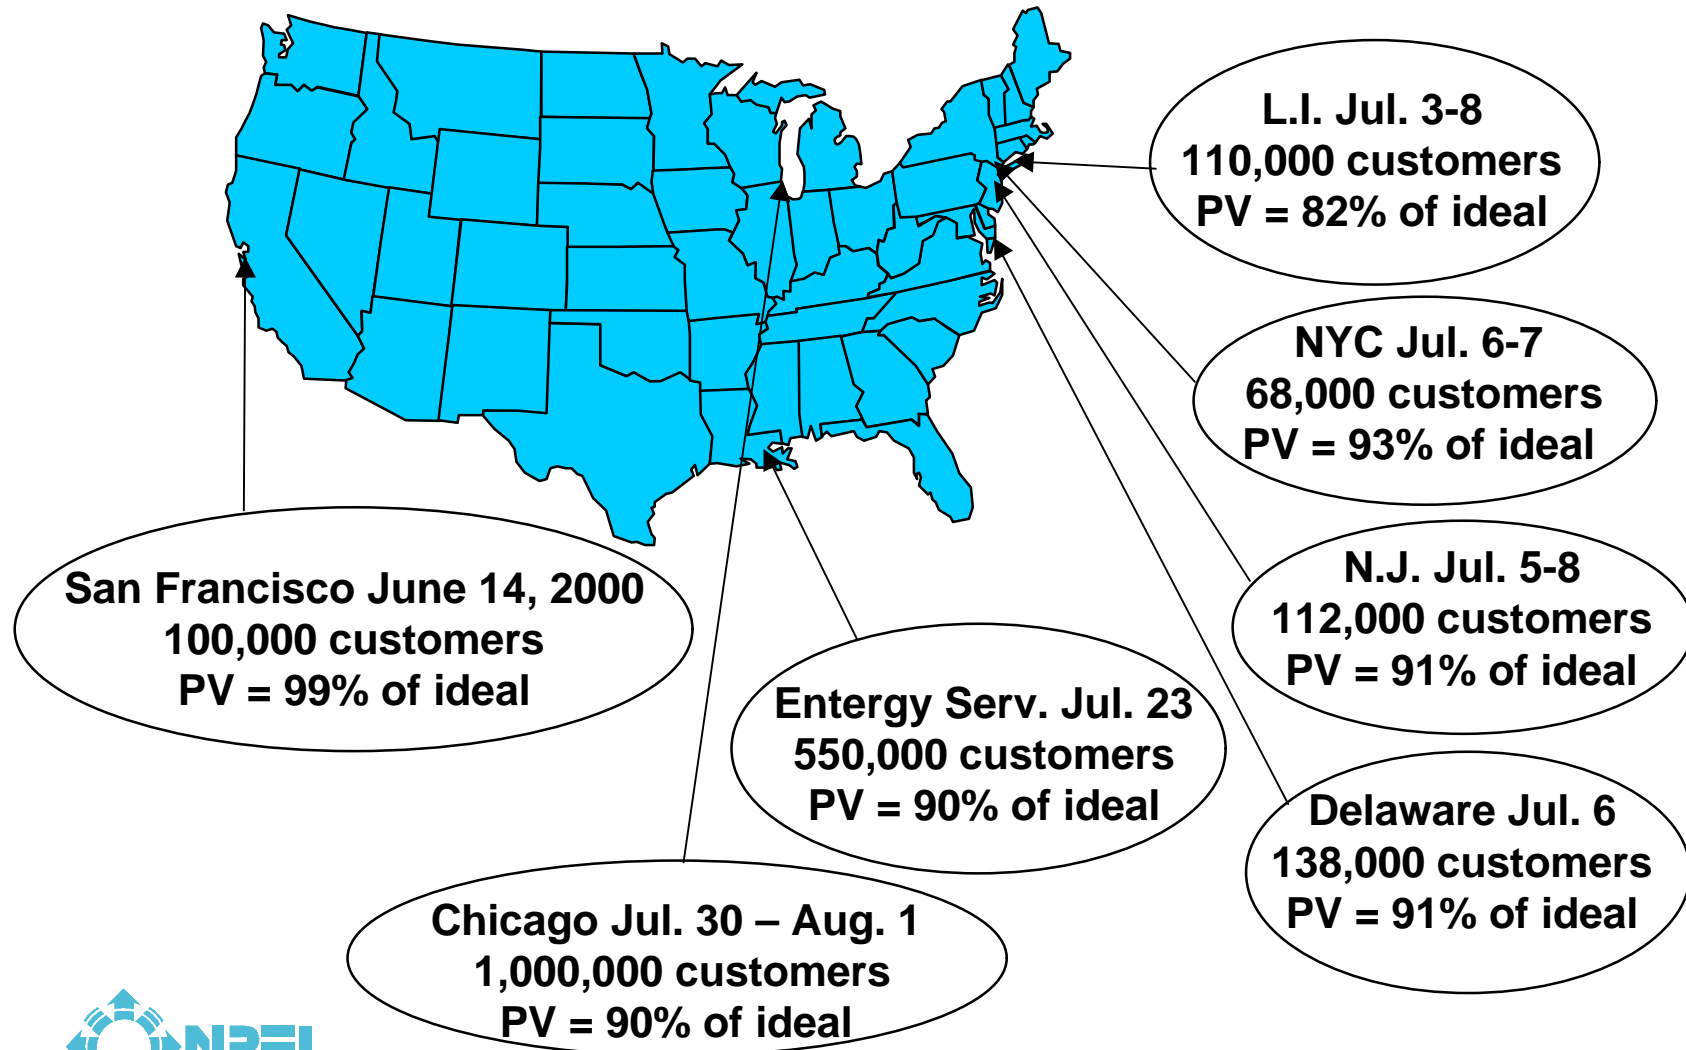 L.I. Jul. 3-8
110,000 customers
PV = 82% of ideal
NYC Jul. 6-7
68,000 customers
PV = 93% of ideal
N.J. Jul. 5-8
112,000 customers
PV = 91% of ideal
San Francisco June 14, 2000
100,000 customers
PV = 99% of ideal
Entergy Serv. Jul. 23
550,000 customers
PV = 90% of ideal
Delaware Jul. 6
138,000 customers
PV = 91% of ideal
Chicago Jul. 30 – Aug. 1
1,000,000 customers
PV = 90% of ideal
NREL